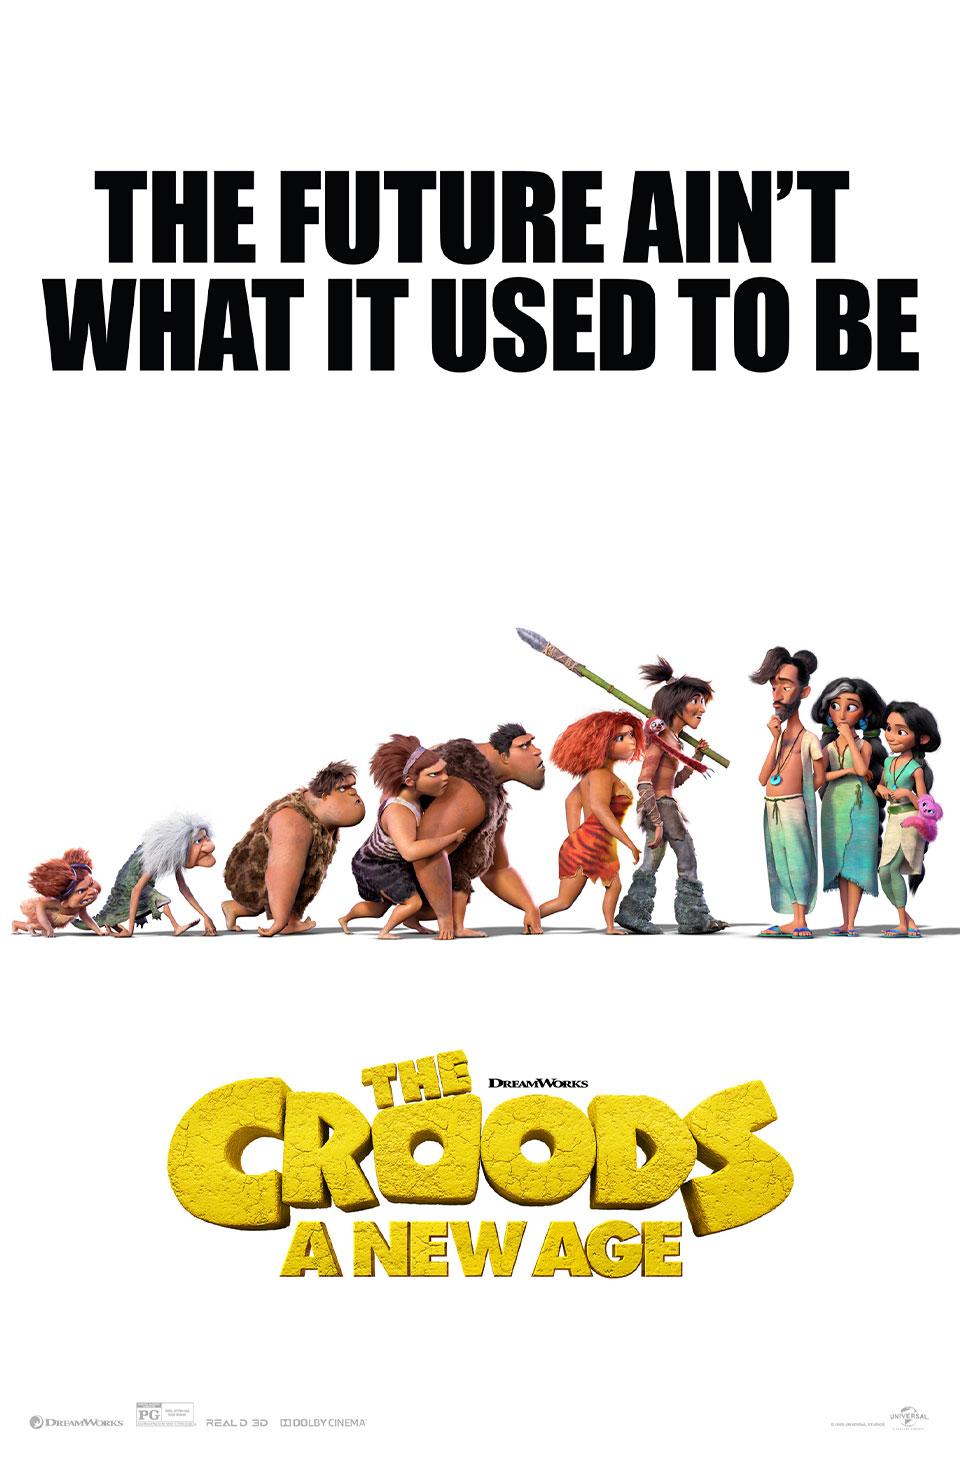 THE FUTURE AIN'T
WHAT IT USED TO BE
THE
DREAMWORKS
CROODS
A NEW AGE
DREAMWORKS
PG
REAL D 3D
DOLBY CINEMA
UNIVERSAL